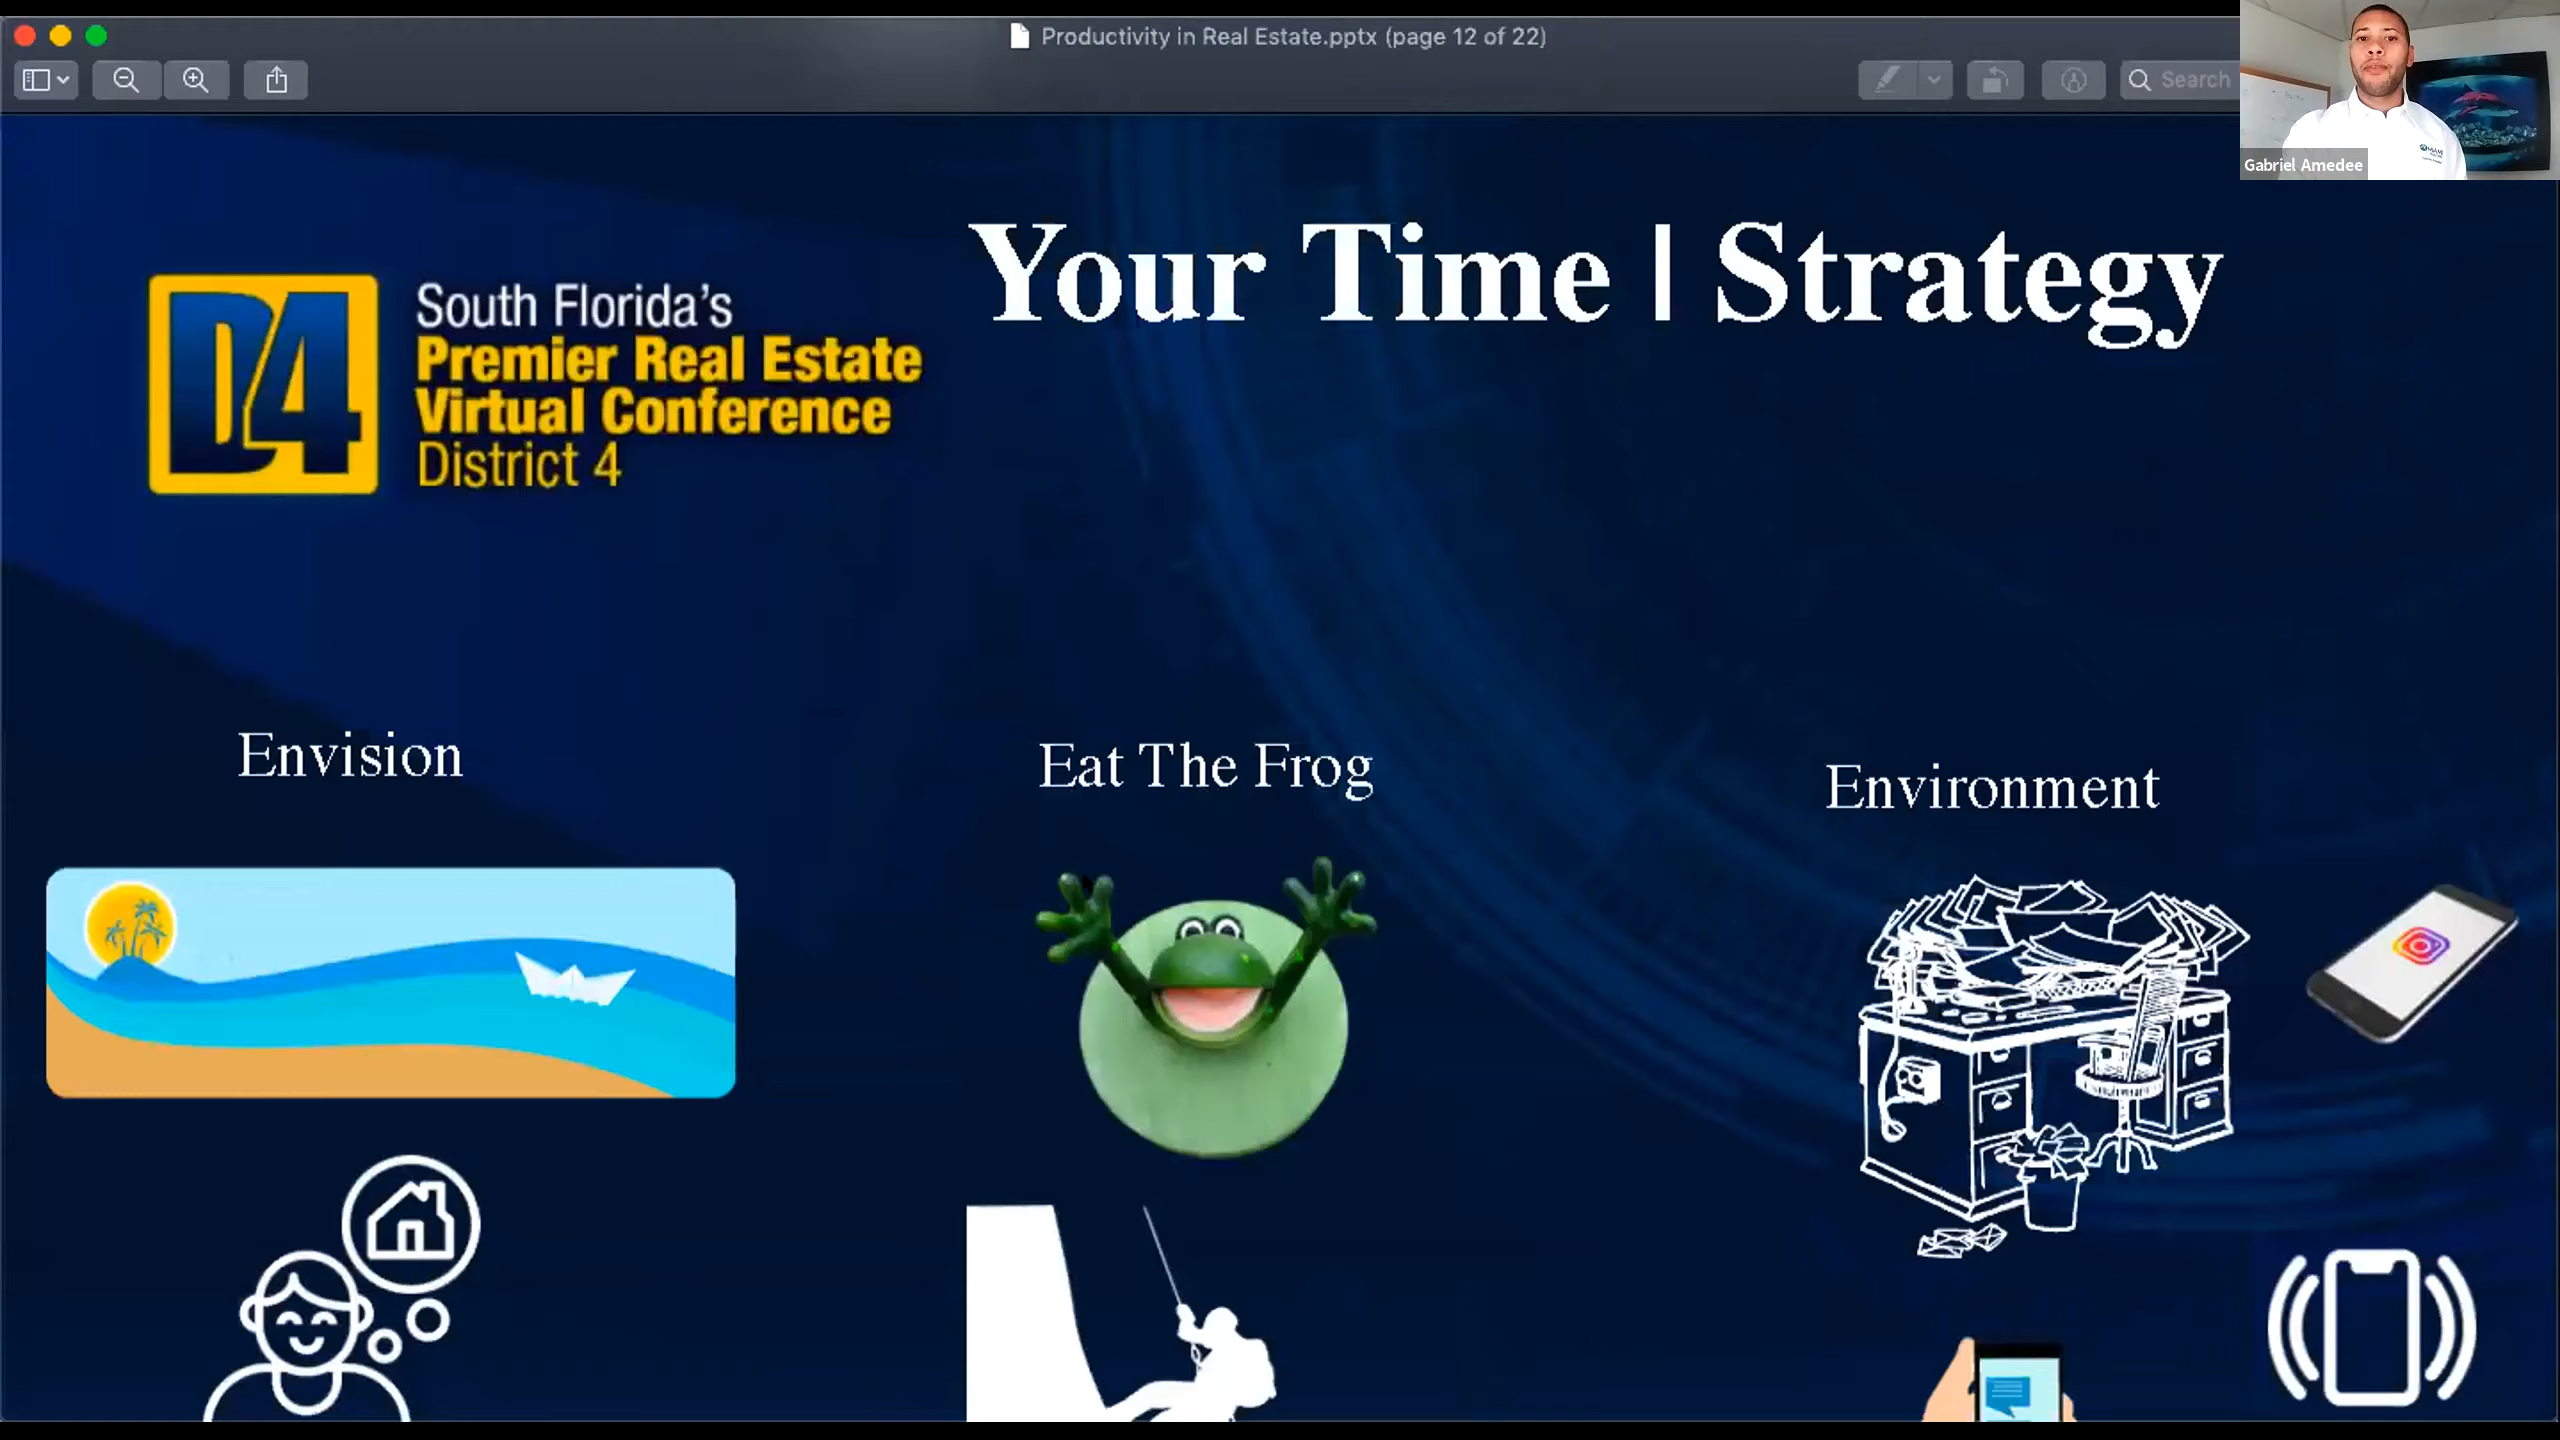 Productivity in Real Estate.pptx (page 12 of 22)
Search
Gabriel Amedee
MIAMI
Your Time | Strategy
D4
South Florida's
Premier Real Estate
Virtual Conference
District 4
Envision
Eat The Frog
Environment